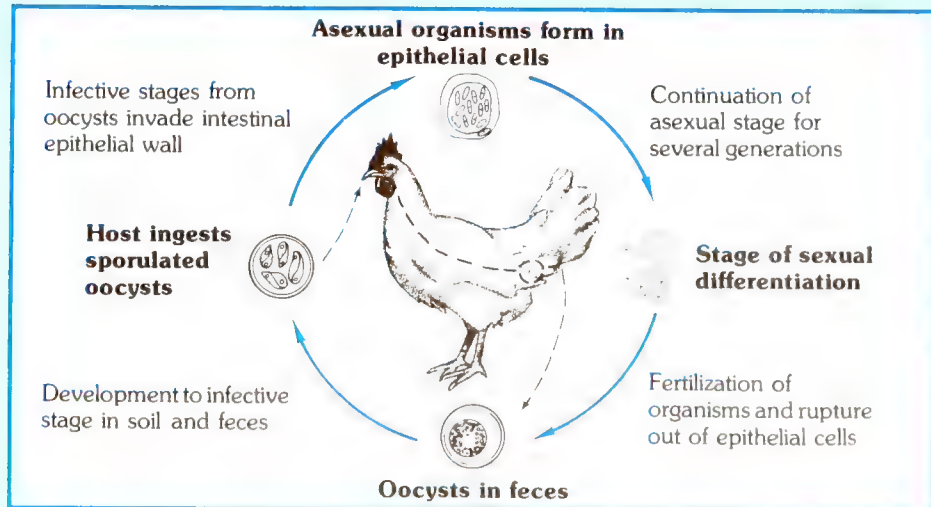 Asexual organisms form in
epithelial cells
Infective stages from
oocysts invade intestinal
epithelial wall
Continuation of
asexual stage for
several generations
Host ingests
sporulated
oocysts
Stage of sexual
differentiation
Development to infective
stage in soil and feces
Fertilization of
organisms and rupture
out of epithelial cells
Oocysts in feces